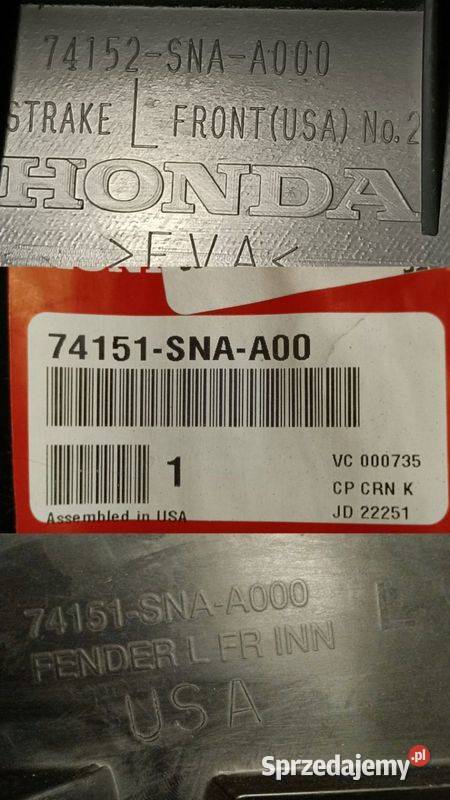 74152-SNA-A000
STRAKE L FRONT(USA) No.2
HONDA
>EVA<
74151-SNA-A00
1
VC 000735
CP CRN K
Assembled in USA
JD 22251
74151-SNA-A000
L
FENDER L FR INN
USA
Sprzedajemy.pl